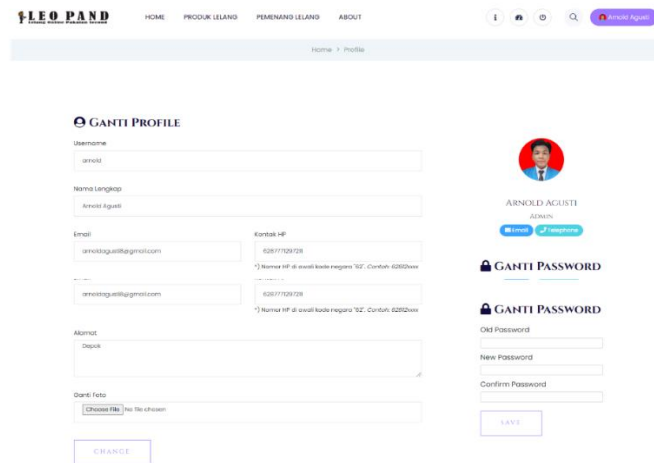 LEO PAND
HOME PRODUK LELANG PEMENANG LELANG ABOUT
Arnold Agusti
Home > Profile
GANTI PROFILE
Username
arnold
Nama Lengkap
Arnold Agusti
Email Kontak HP
arnoldagusti8@gmail.com 628777129728
*) Nomor HP di awali kode negara "62". Contoh: 62812xxxx
arnoldagusti8@gmail.com 628777129728
*) Nomor HP di awali kode negara "62". Contoh: 62812xxxx
Alamat
Depok
Ganti Foto
Choose File No file chosen
CHANGE
ARNOLD AGUSTI
ADMIN
Email Telephone
GANTI PASSWORD
GANTI PASSWORD
Old Password
New Password
Confirm Password
SAVE